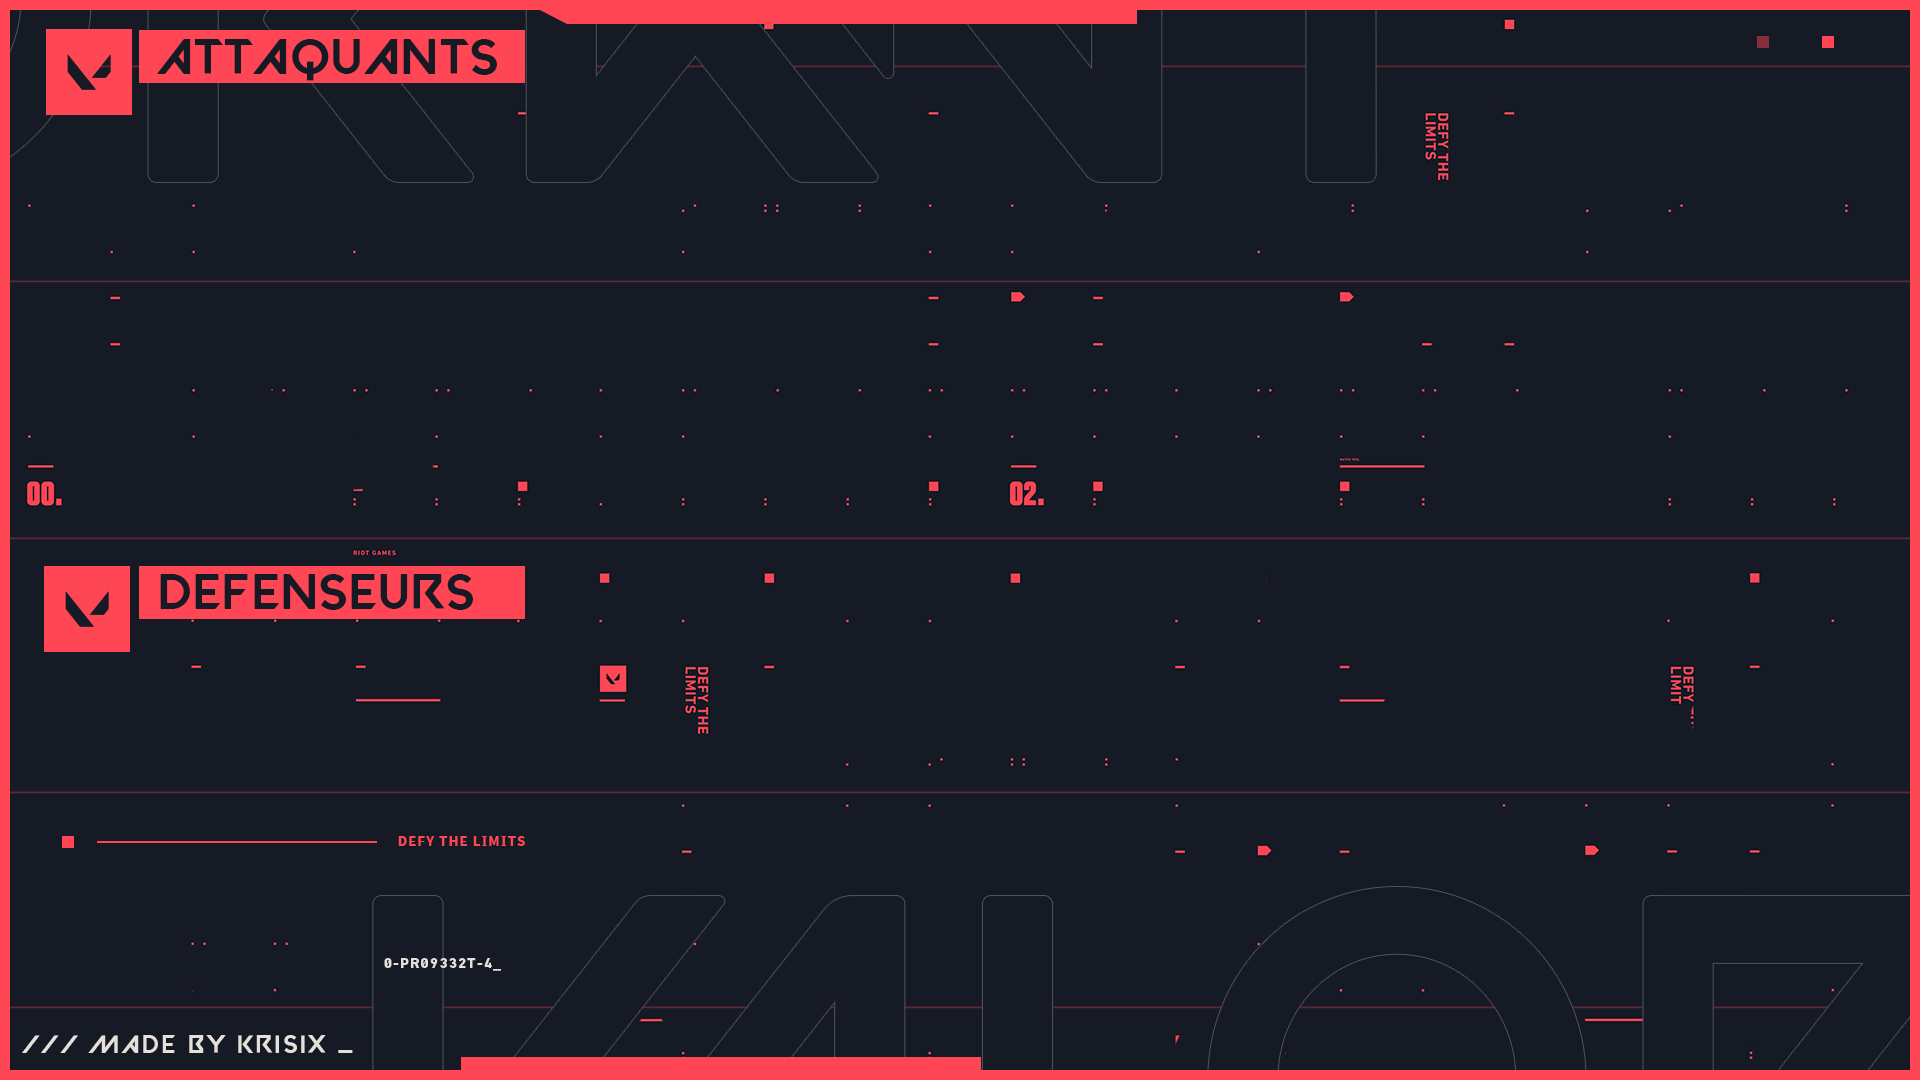 ATTAQUANTS
DEFY THE
LIMITS
00.
02.
RIOT GAMES
DEFENSEURS
DEFY THE
LIMITS
DEFY
LIMIT
DEFY THE LIMITS
0-PR09332T-4_
/// MADE BY KRISIX _